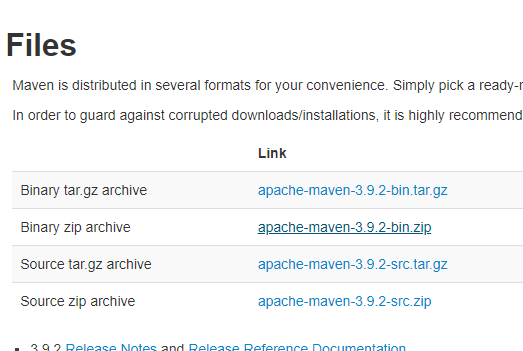 Files
Maven is distributed in several formats for your convenience. Simply pick a ready-
In order to guard against corrupted downloads/installations, it is highly recommend
Link
Binary tar.gz archive apache-maven-3.9.2-bin.tar.gz
Binary zip archive apache-maven-3.9.2-bin.zip
Source tar.gz archive apache-maven-3.9.2-src.tar.gz
Source zip archive apache-maven-3.9.2-src.zip
3.9.2 Release Notes and Release Reference Documentation